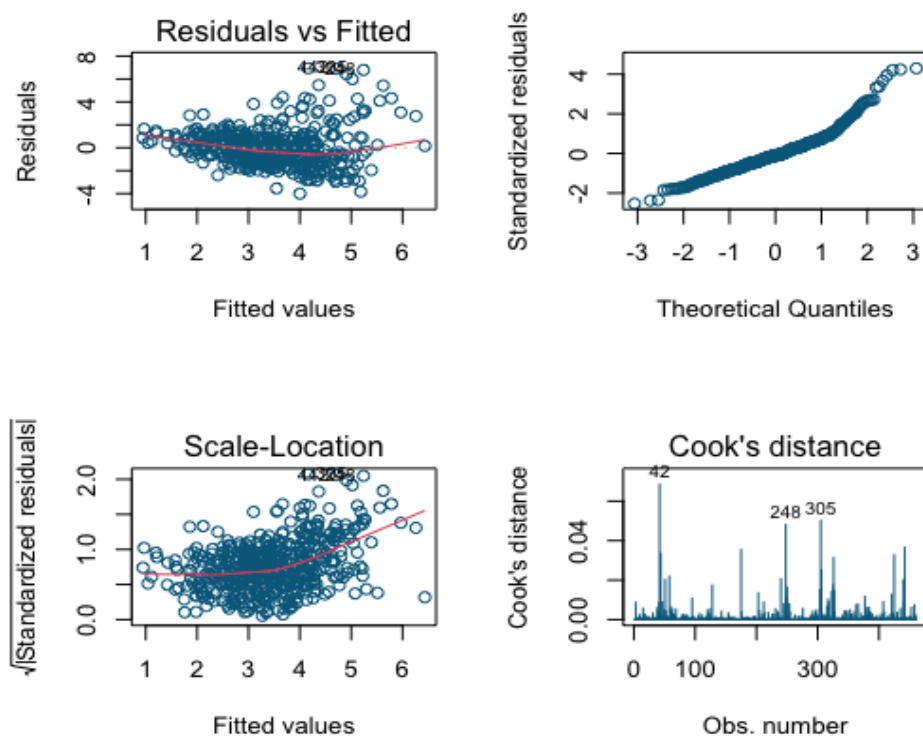 Residuals vs Fitted
Residuals
8
4
0
-4
1 2 3 4 5 6
Fitted values
Standardized residuals
4
2
0
-2
-3 -2 -1 0 1 2 3
Theoretical Quantiles
Scale-Location
√|Standardized residuals|
2.0
1.0
0.0
1 2 3 4 5 6
Fitted values
Cook's distance
Cook's distance
42
248
305
0.04
0.00
0 100 300
Obs. number